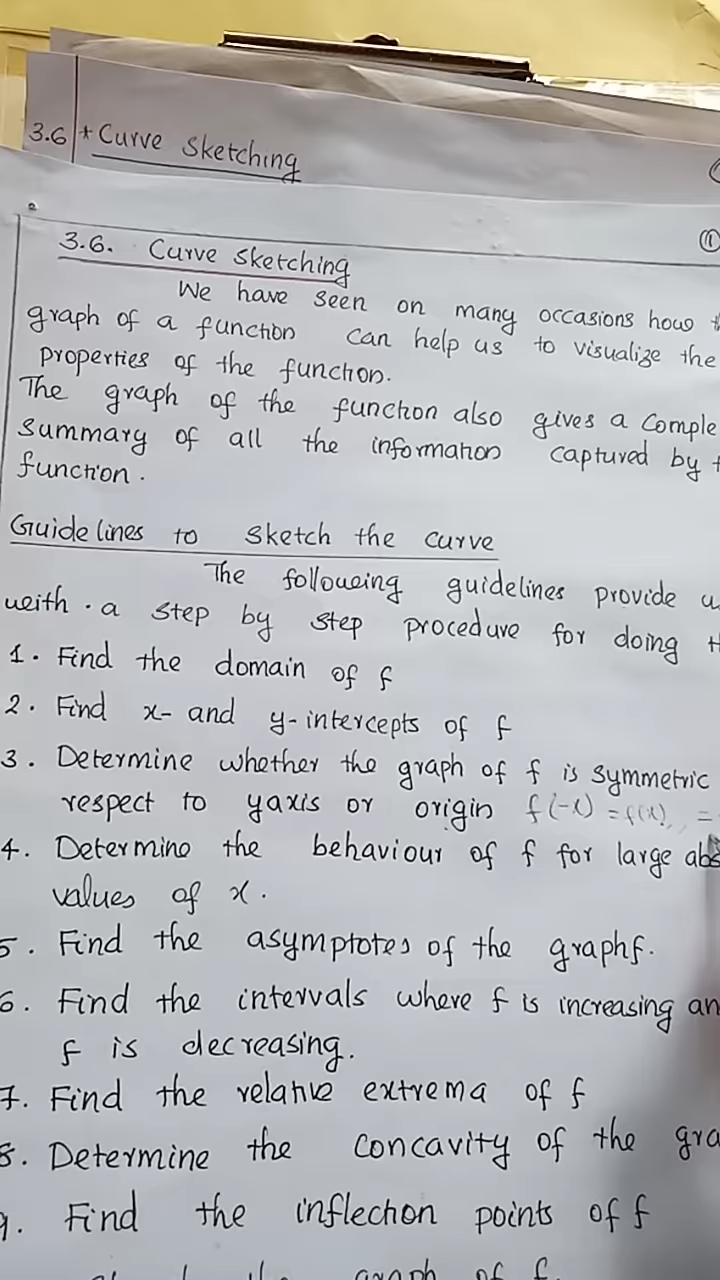 3.6 * Curve Sketching
3.6. Curve Sketching
We have seen on many occasions how
graph of a function can help us to visualize the
properties of the function.
The graph of the function also gives a Comple
Summary of all the information captured by
function.
Guidelines to sketch the curve
The following guidelines provide
with a step by step procedure for doing
1. Find the domain of f
2. Find x- and y-intercepts of f
3. Determine whether the graph of f is symmetric
respect to yaxis or origin f(-x) = f(x), =
4. Determine the behaviour of f for large abs
values of x.
5. Find the asymptotes of the graphf.
6. Find the intervals where f is increasing an
f is decreasing.
7. Find the relative extrema of f
8. Determine the concavity of the gra
9. Find the inflection points of f
graph of f.